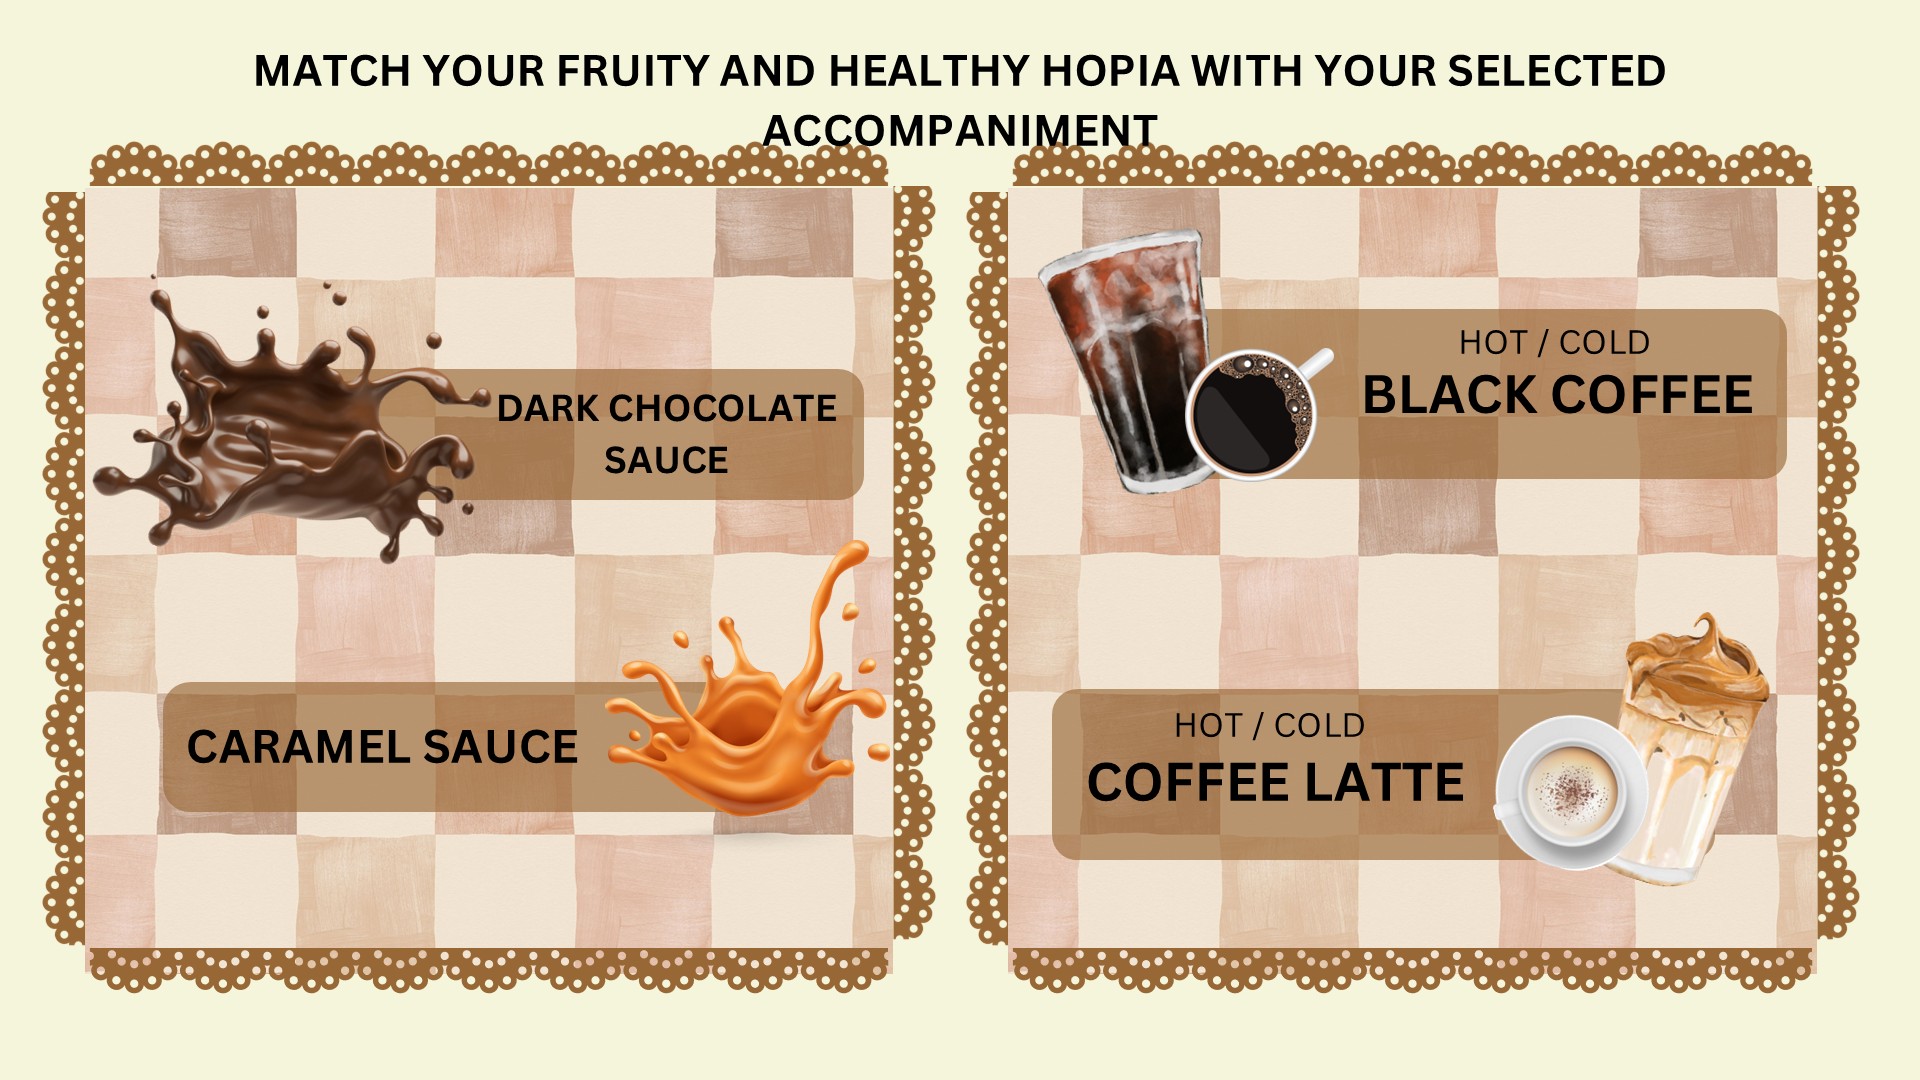 MATCH YOUR FRUITY AND HEALTHY HOPIA WITH YOUR SELECTED
ACCOMPANIMENT
DARK CHOCOLATE
SAUCE
CARAMEL SAUCE
HOT / COLD
BLACK COFFEE
HOT / COLD
COFFEE LATTE